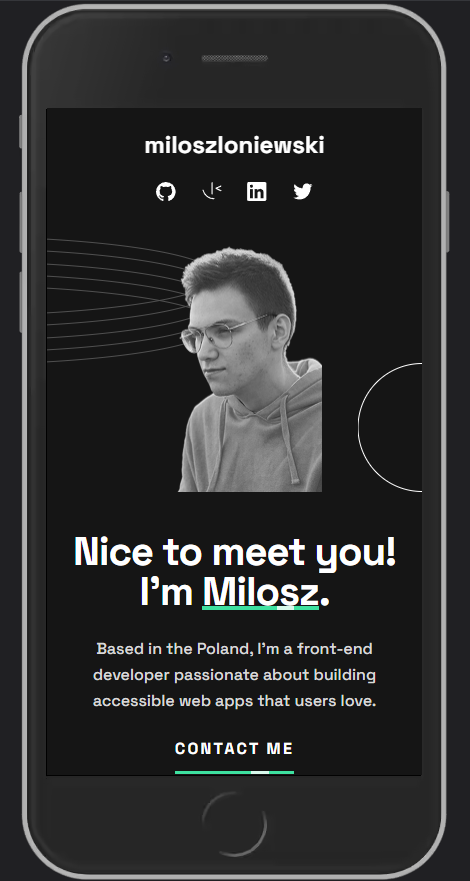 miloszloniewski
Nice to meet you!
I'm Milosz.
Based in the Poland, I'm a front-end
developer passionate about building
accessible web apps that users love.
CONTACT ME